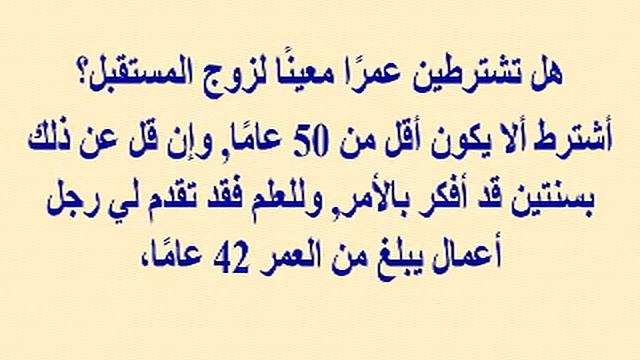 هل تشترطين عمرًا معينًا لزوج المستقبل؟
أشترط ألا يكون أقل من 50 عامًا, وإن قل عن ذلك
بسنتين قد أفكر بالأمر, وللعلم فقد تقدم لي رجل
أعمال يبلغ من العمر 42 عامًا،